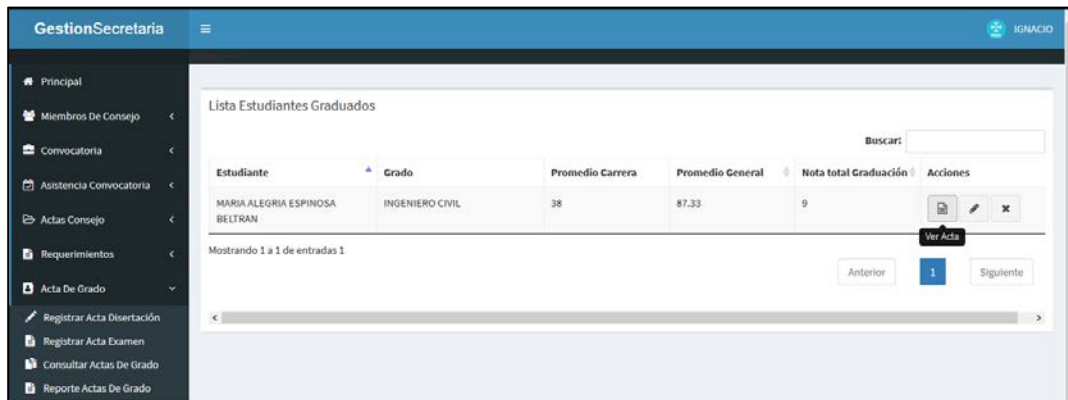 GestionSecretaria
IGNACIO
Principal
Miembros De Consejo
Convocatoria
Asistencia Convocatoria
Actas Consejo
Requerimientos
Acta De Grado
Registrar Acta Disertación
Registrar Acta Examen
Consultar Actas De Grado
Reporte Actas De Grado
Lista Estudiantes Graduados
Buscar:
Estudiante Grado Promedio Carrera Promedio General Nota total Graduación Acciones
MARIA ALEGRIA ESPINOSA INGENIERO CIVIL 38 87.33 9
BELTRAN
Ver Acta
Mostrando 1 a 1 de entradas 1
Anterior 1 Siguiente